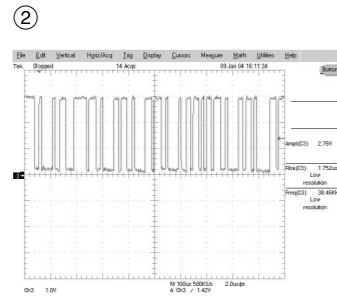 2
File Edit Vertical Horiz/Acq Trig Display Cursors Measure Math Utilities Help
Tek Stopped 14 Acqs 09 Jan 04 16:11:24
Button
Ampl(C3) 2.76V
Rise(C3) 1.752us
Low
resolution
Freq(C3) 38.46K
Low
resolution
Ch3 1.0V
M 100us 500KS/s 2.0us/pt
A Ch3 / 1.42V